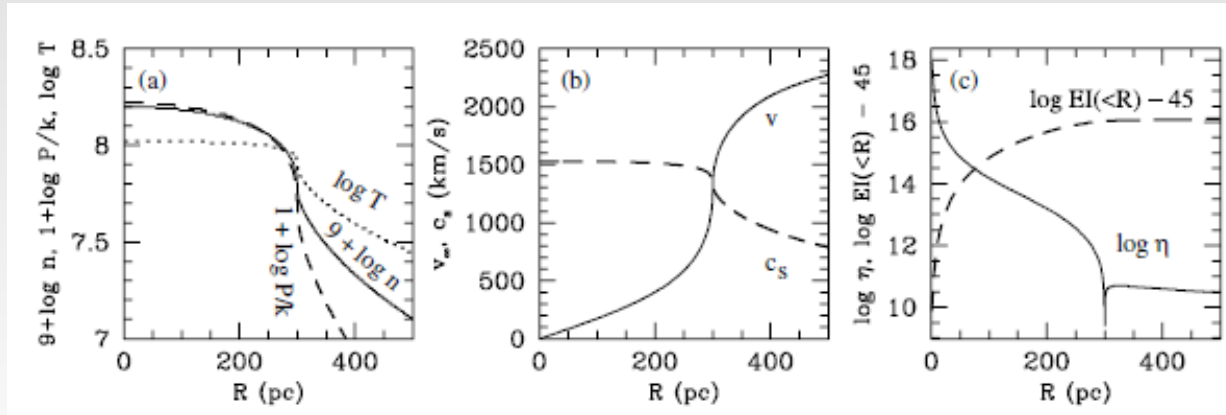 9+log n, 1+log P/k, log T
8.5
8
7.5
7
(a)
log T
9+log n
1+log P/k
0
200
400
R (pc)
v∞, c_s (km/s)
2500
2000
1500
1000
500
0
(b)
v
c_s
0
200
400
R (pc)
log η, log EI(<R) − 45
18
16
14
12
10
(c)
log EI(<R) − 45
log η
0
200
400
R (pc)